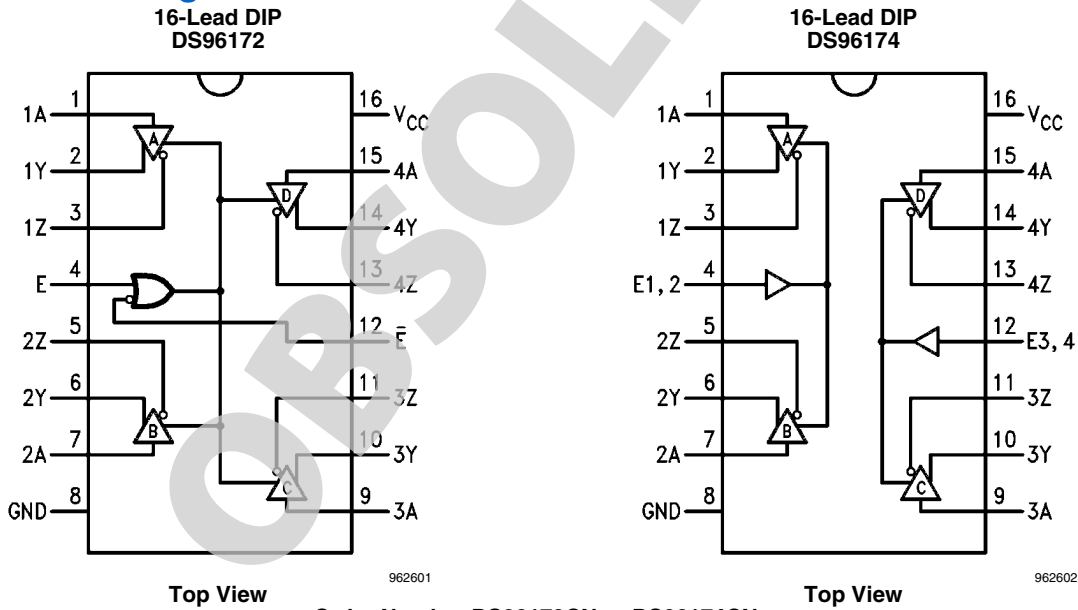 16-Lead DIP
DS96172
1A 1
1Y 2
1Z 3
E 4
2Z 5
2Y 6
2A 7
GND 8
16 VCC
15 4A
14 4Y
13 4Z
12 E̅
11 3Z
10 3Y
9 3A
A
D
B
C
962601
Top View
16-Lead DIP
DS96174
1A 1
1Y 2
1Z 3
E1, 2 4
2Z 5
2Y 6
2A 7
GND 8
16 VCC
15 4A
14 4Y
13 4Z
12 E3, 4
11 3Z
10 3Y
9 3A
A
D
B
C
962602
Top View